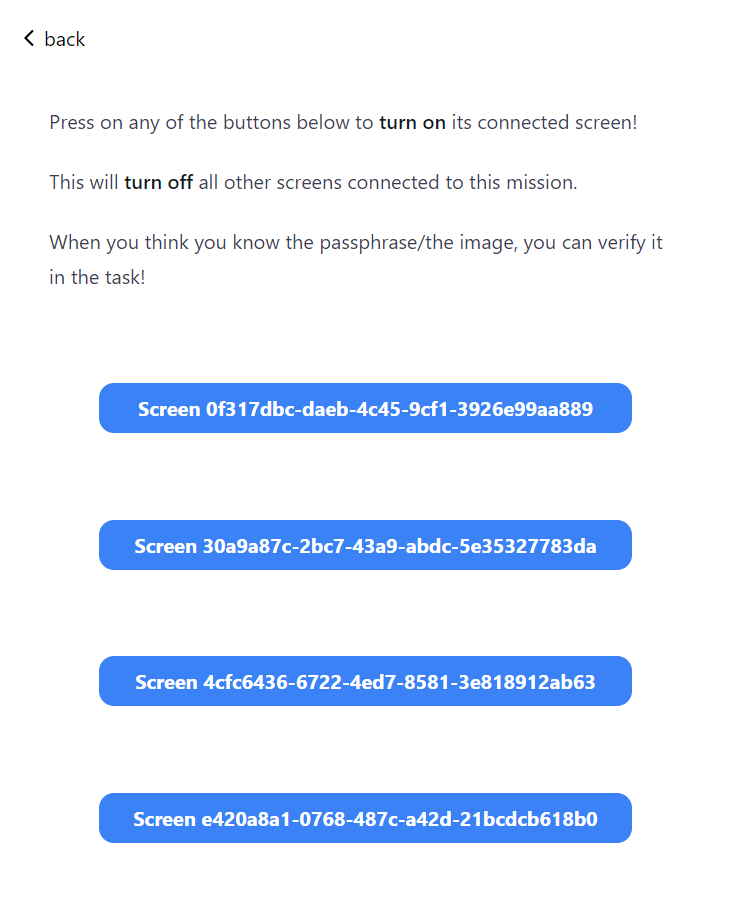 back
Press on any of the buttons below to turn on its connected screen!
This will turn off all other screens connected to this mission.
When you think you know the passphrase/the image, you can verify it
in the task!
Screen 0f317dbc-daeb-4c45-9cf1-3926e99aa889
Screen 30a9a87c-2bc7-43a9-abdc-5e35327783da
Screen 4cfc6436-6722-4ed7-8581-3e818912ab63
Screen e420a8a1-0768-487c-a42d-21bcdcb618b0